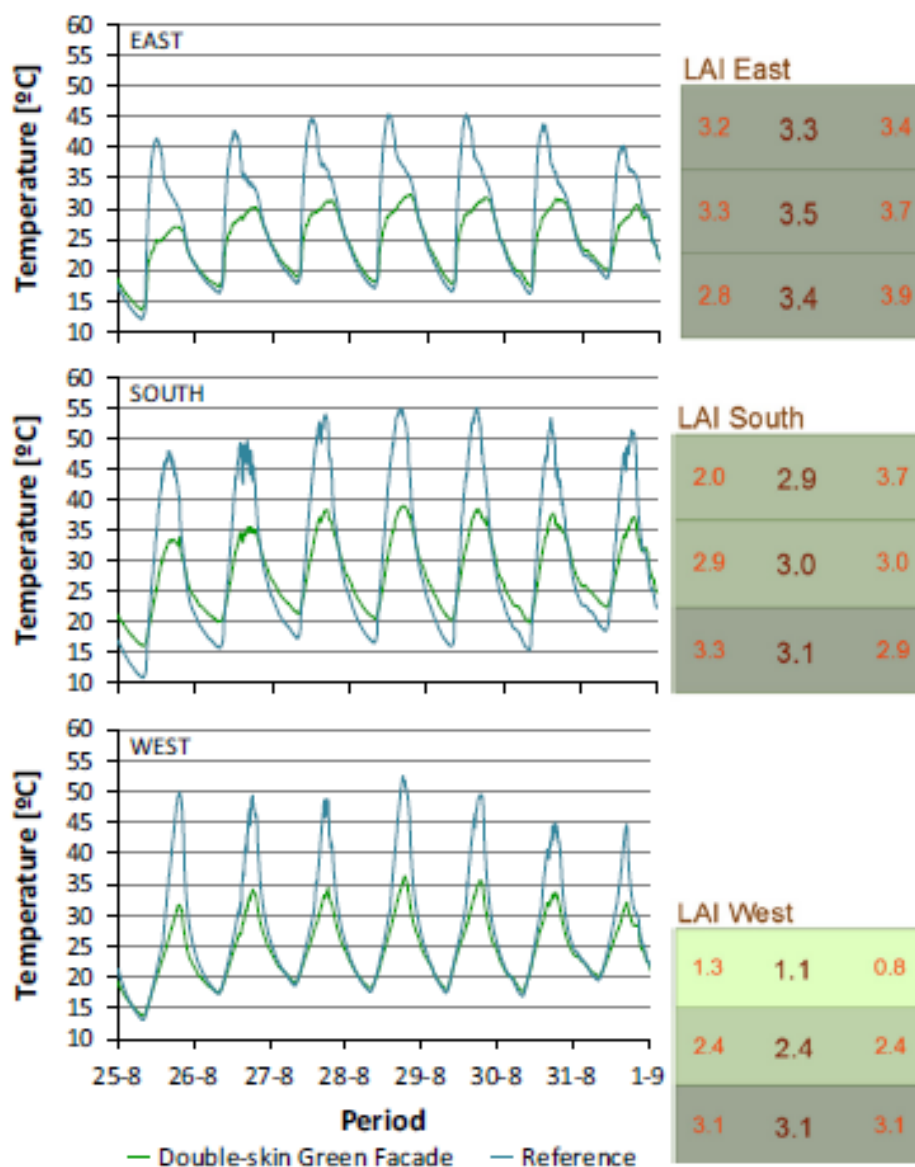 60
55
50
45
40
35
30
25
20
15
10
Temperature [ºC]
EAST
LAI East
3.2 3.3 3.4
3.3 3.5 3.7
2.8 3.4 3.9
60
55
50
45
40
35
30
25
20
15
10
Temperature [ºC]
SOUTH
LAI South
2.0 2.9 3.7
2.9 3.0 3.0
3.3 3.1 2.9
60
55
50
45
40
35
30
25
20
15
10
Temperature [ºC]
WEST
LAI West
1.3 1.1 0.8
2.4 2.4 2.4
3.1 3.1 3.1
25-8 26-8 27-8 28-8 29-8 30-8 31-8 1-9
Period
Double-skin Green Facade Reference